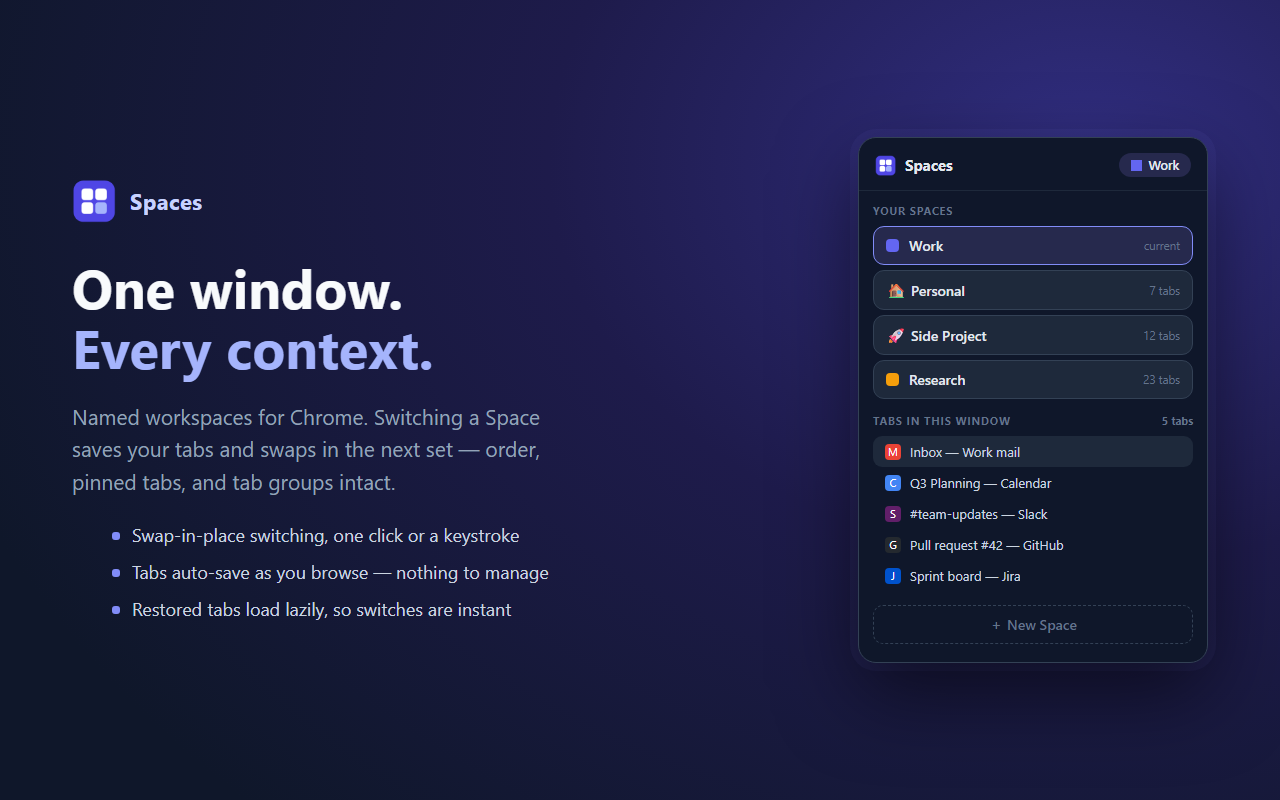 Spaces
One window.
Every context.
Named workspaces for Chrome. Switching a Space
saves your tabs and swaps in the next set — order,
pinned tabs, and tab groups intact.
Swap-in-place switching, one click or a keystroke
Tabs auto-save as you browse — nothing to manage
Restored tabs load lazily, so switches are instant
Spaces Work
YOUR SPACES
Work current
Personal 7 tabs
Side Project 12 tabs
Research 23 tabs
TABS IN THIS WINDOW 5 tabs
M Inbox — Work mail
C Q3 Planning — Calendar
S #team-updates — Slack
G Pull request #42 — GitHub
J Sprint board — Jira
+ New Space